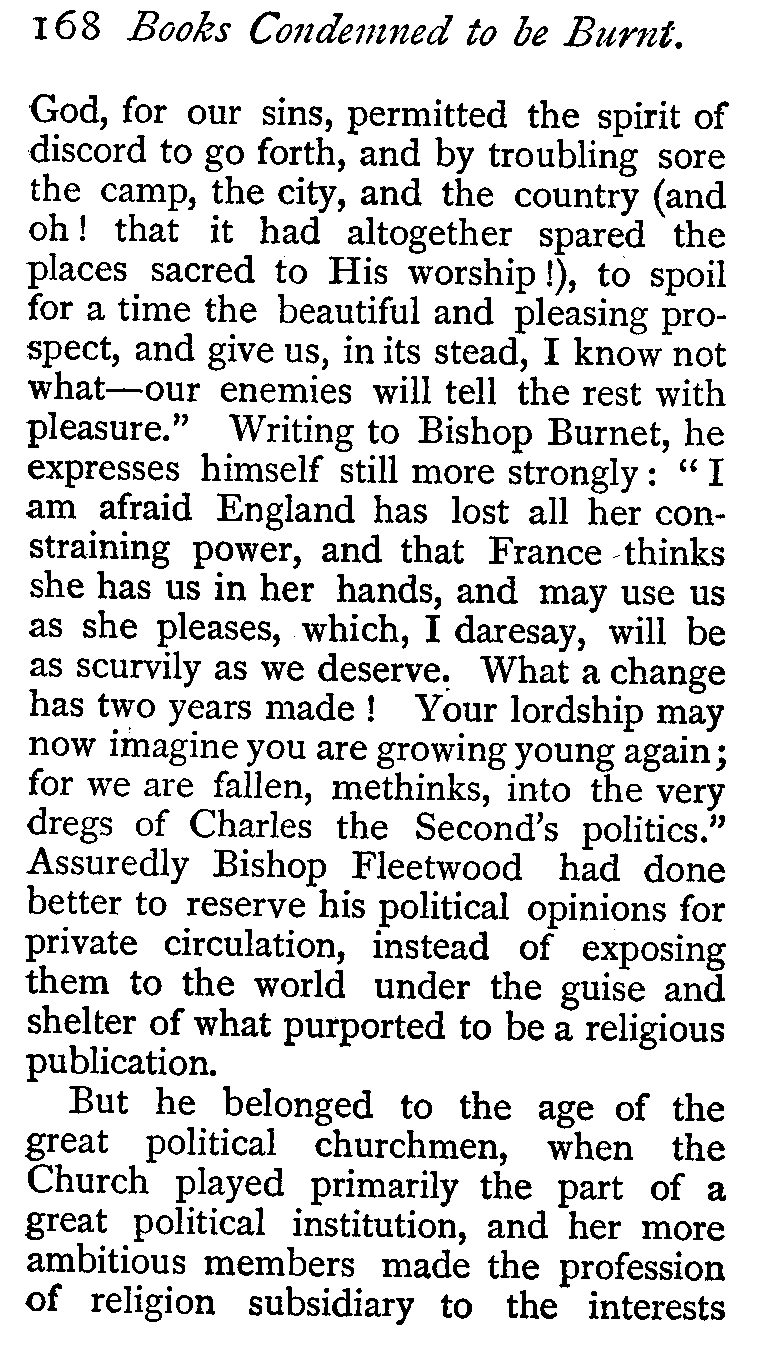 168 Books Condemned to be Burnt.
God, for our sins, permitted the spirit of
discord to go forth, and by troubling sore
the camp, the city, and the country (and
oh! that it had altogether spared the
places sacred to His worship!), to spoil
for a time the beautiful and pleasing pro-
spect, and give us, in its stead, I know not
what—our enemies will tell the rest with
pleasure.” Writing to Bishop Burnet, he
expresses himself still more strongly: “I
am afraid England has lost all her con-
straining power, and that France thinks
she has us in her hands, and may use us
as she pleases, which, I daresay, will be
as scurvily as we deserve. What a change
has two years made! Your lordship may
now imagine you are growing young again;
for we are fallen, methinks, into the very
dregs of Charles the Second’s politics.”
Assuredly Bishop Fleetwood had done
better to reserve his political opinions for
private circulation, instead of exposing
them to the world under the guise and
shelter of what purported to be a religious
publication.
But he belonged to the age of the
great political churchmen, when the
Church played primarily the part of a
great political institution, and her more
ambitious members made the profession
of religion subsidiary to the interests